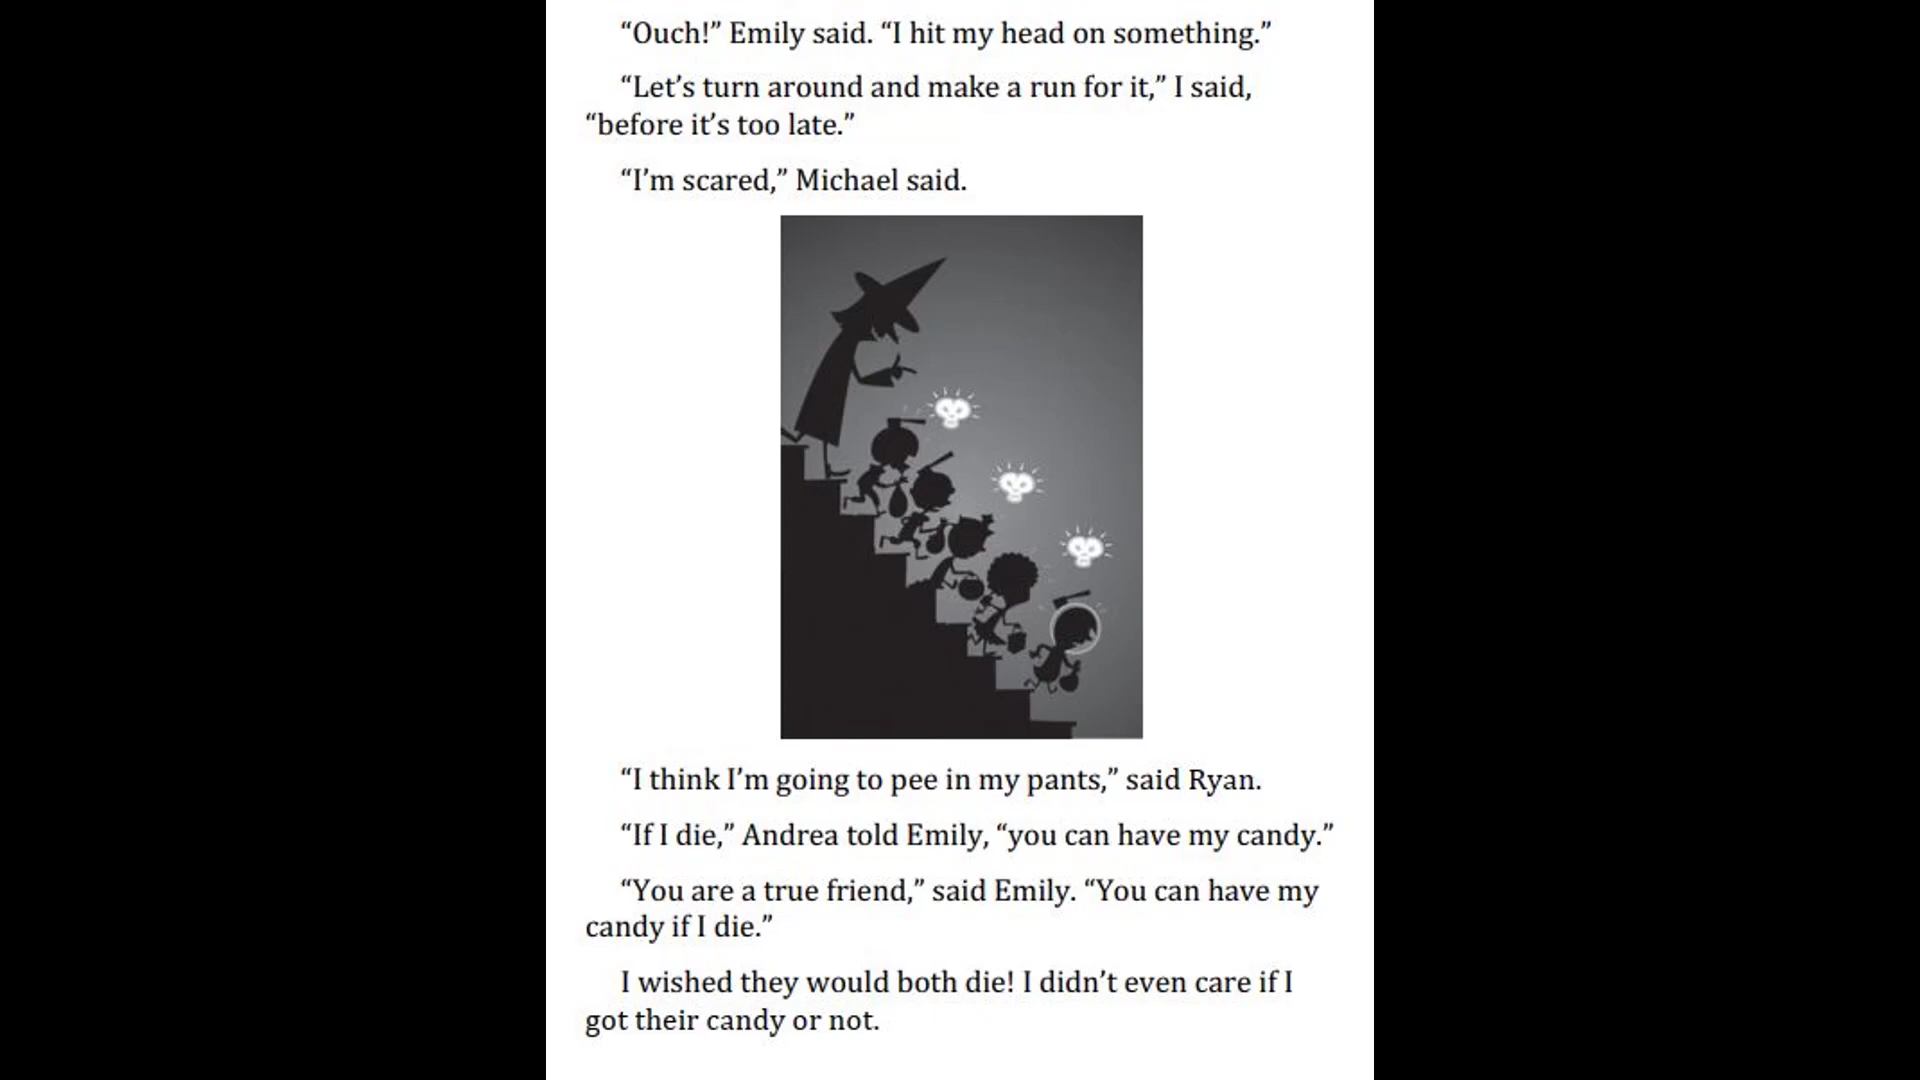 “Ouch!” Emily said. “I hit my head on something.”
“Let’s turn around and make a run for it,” I said,
“before it’s too late.”
“I’m scared,” Michael said.
“I think I’m going to pee in my pants,” said Ryan.
“If I die,” Andrea told Emily, “you can have my candy.”
“You are a true friend,” said Emily. “You can have my
candy if I die.”
I wished they would both die! I didn’t even care if I
got their candy or not.